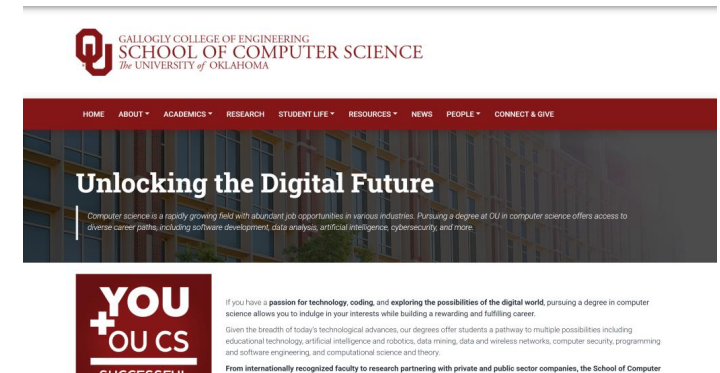 GALLOGLY COLLEGE OF ENGINEERING
SCHOOL OF COMPUTER SCIENCE
The UNIVERSITY of OKLAHOMA
HOME ABOUT ACADEMICS RESEARCH STUDENT LIFE RESOURCES NEWS PEOPLE CONNECT & GIVE
Unlocking the Digital Future
Computer science is a rapidly growing field with abundant job opportunities in various industries. Pursuing a degree at OU in computer science offers access to
diverse career paths, including software development, data analysis, artificial intelligence, cybersecurity, and more.
YOU
+OU CS
SUCCESSFUL
If you have a passion for technology, coding, and exploring the possibilities of the digital world, pursuing a degree in computer
science allows you to indulge in your interests while building a rewarding and fulfilling career.
Given the breadth of today's technological advances, our degrees offer students a pathway to multiple possibilities including
educational technology, artificial intelligence and robotics, data mining, data and wireless networks, computer security, programming
and software engineering, and computational science and theory.
From internationally recognized faculty to research partnering with private and public sector companies, the School of Computer